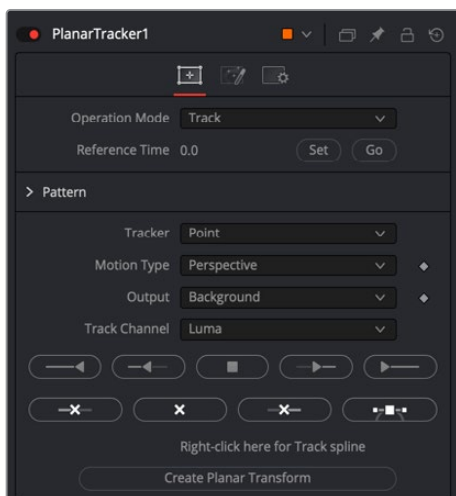 PlanarTracker1
Operation Mode Track
Reference Time 0.0 Set Go
Pattern
Tracker Point
Motion Type Perspective
Output Background
Track Channel Luma
Right-click here for Track spline
Create Planar Transform